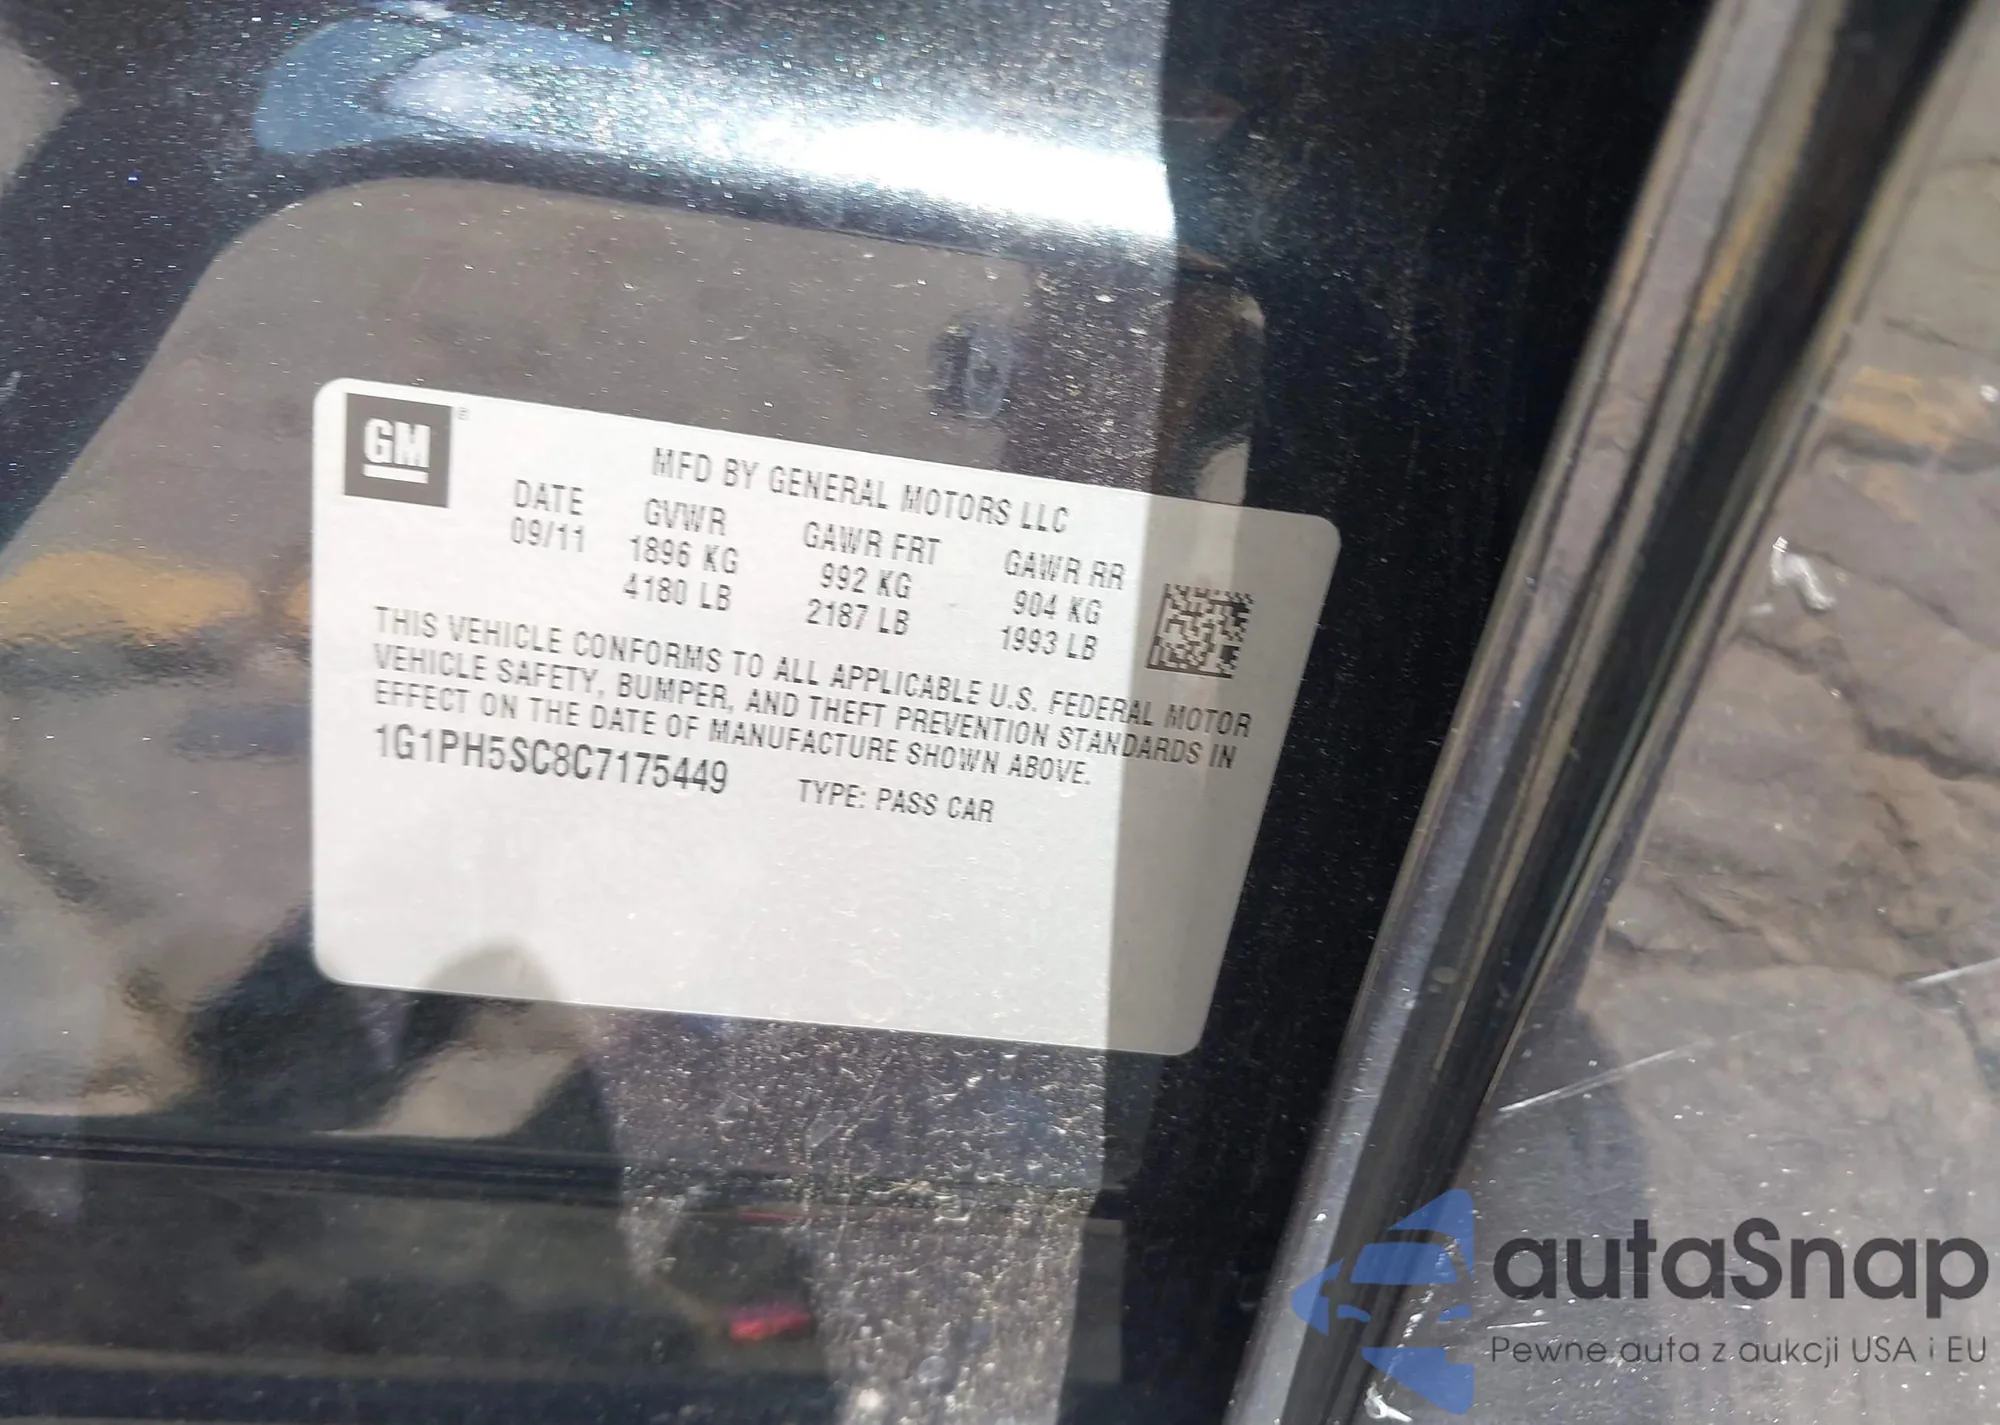 GM ®
MFD BY GENERAL MOTORS LLC
DATE GVWR GAWR FRT GAWR RR
09/11 1896 KG 992 KG 904 KG
4180 LB 2187 LB 1993 LB
THIS VEHICLE CONFORMS TO ALL APPLICABLE U.S. FEDERAL MOTOR
VEHICLE SAFETY, BUMPER, AND THEFT PREVENTION STANDARDS IN
EFFECT ON THE DATE OF MANUFACTURE SHOWN ABOVE.
1G1PH5SC8C7175449 TYPE: PASS CAR
autaSnap
Pewne auta z aukcji USA i EU